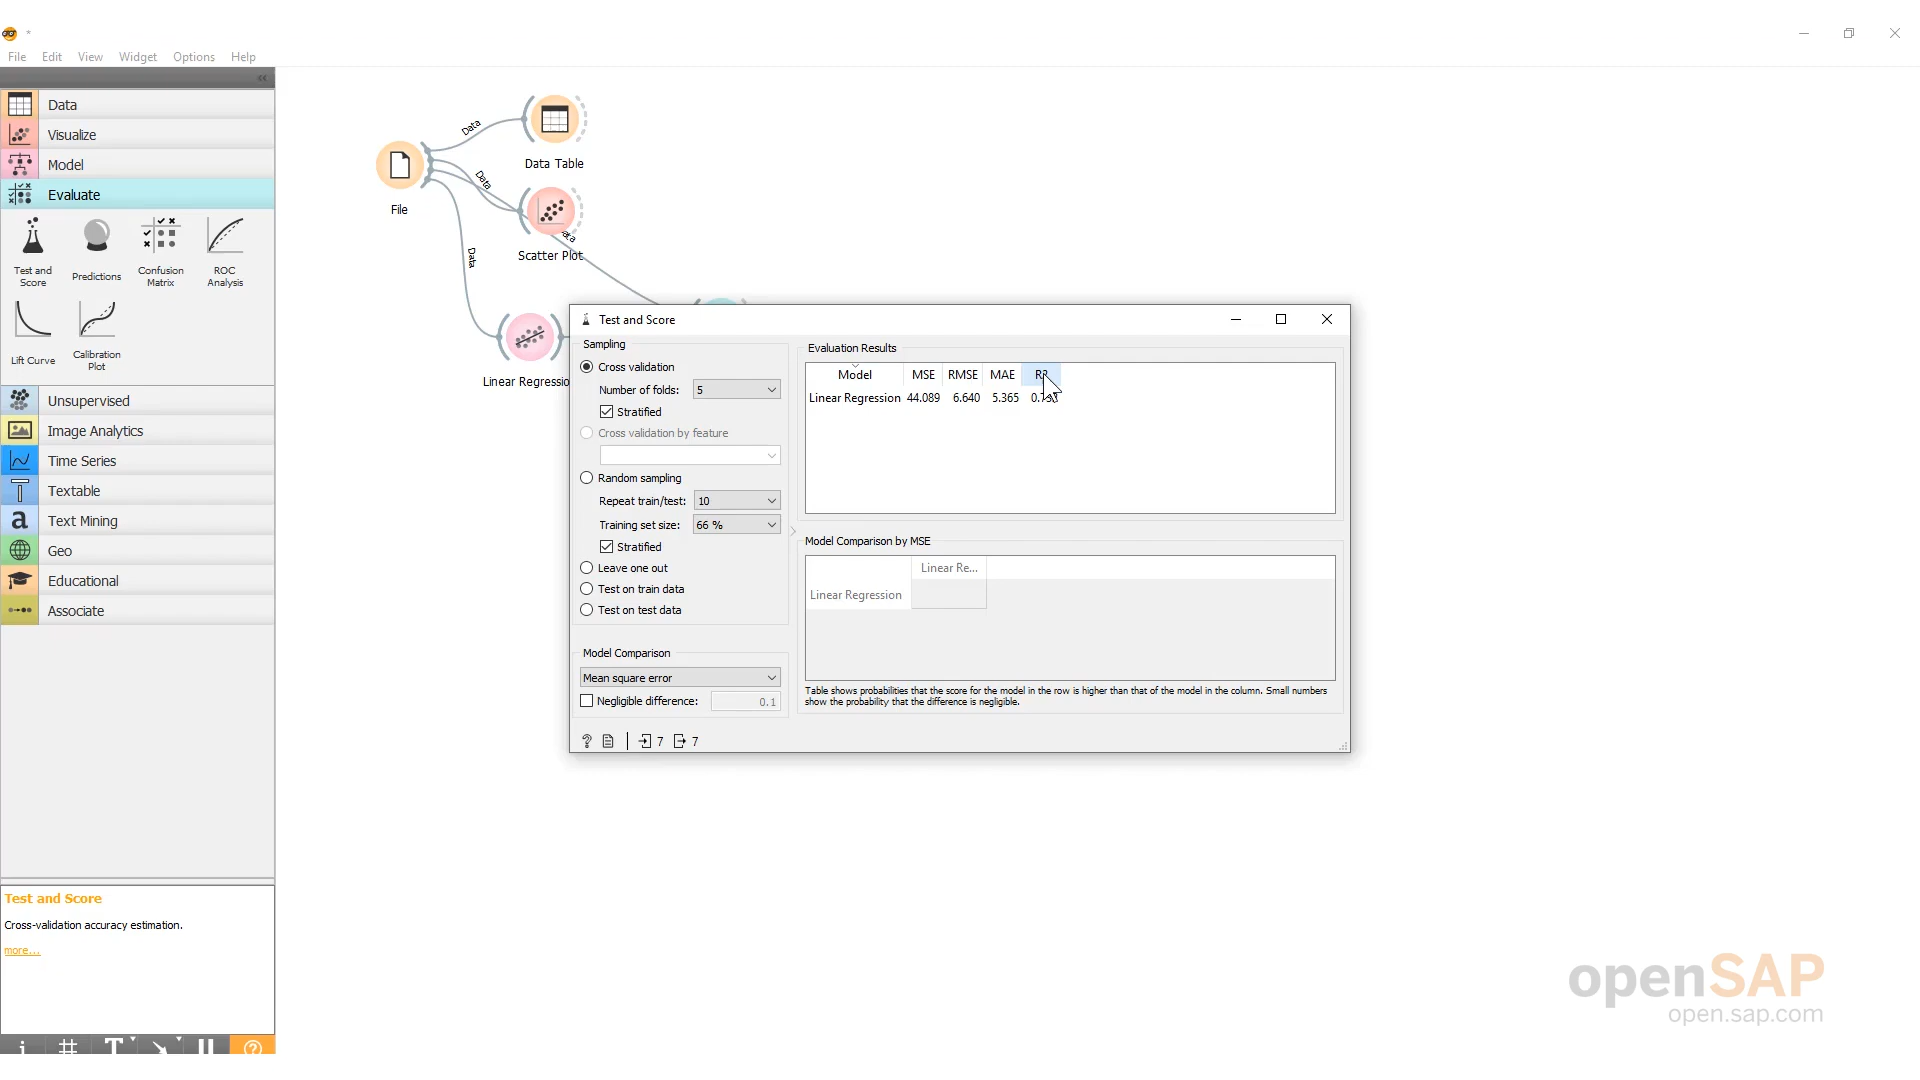 File Edit View Widget Options Help
Data
Visualize
Model
Evaluate
Test and Score
Predictions
Confusion Matrix
ROC Analysis
Lift Curve
Calibration Plot
Unsupervised
Image Analytics
Time Series
Textable
Text Mining
Geo
Educational
Associate
Test and Score
Cross-validation accuracy estimation.
more...
File
Data
Data Table
Data
Scatter Plot
Data
Test and Score
Sampling
Cross validation
Number of folds: 5
Stratified
Cross validation by feature
Random sampling
Repeat train/test: 10
Training set size: 66 %
Stratified
Leave one out
Test on train data
Test on test data
Model Comparison
Mean square error
Negligible difference: 0.1
7 7
Evaluation Results
Model MSE RMSE MAE
Linear Regression 44.089 6.640 5.365
Model Comparison by MSE
Linear Re...
Linear Regression
Table shows probabilities that the score for the model in the row is higher than that of the model in the column. Small numbers
show the probability that the difference is negligible.
openSAP
open.sap.com